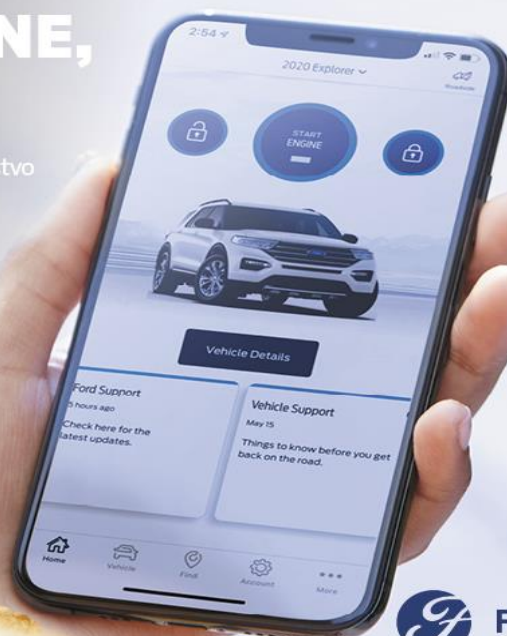 NE,
tvo
2:54
2020 Explorer
Roadside
START
ENGINE
Vehicle Details
Ford Support
5 hours ago
Check here for the
latest updates.
Vehicle Support
May 15
Things to know before you get
back on the road.
Home
Vehicle
Find
Account
More
F